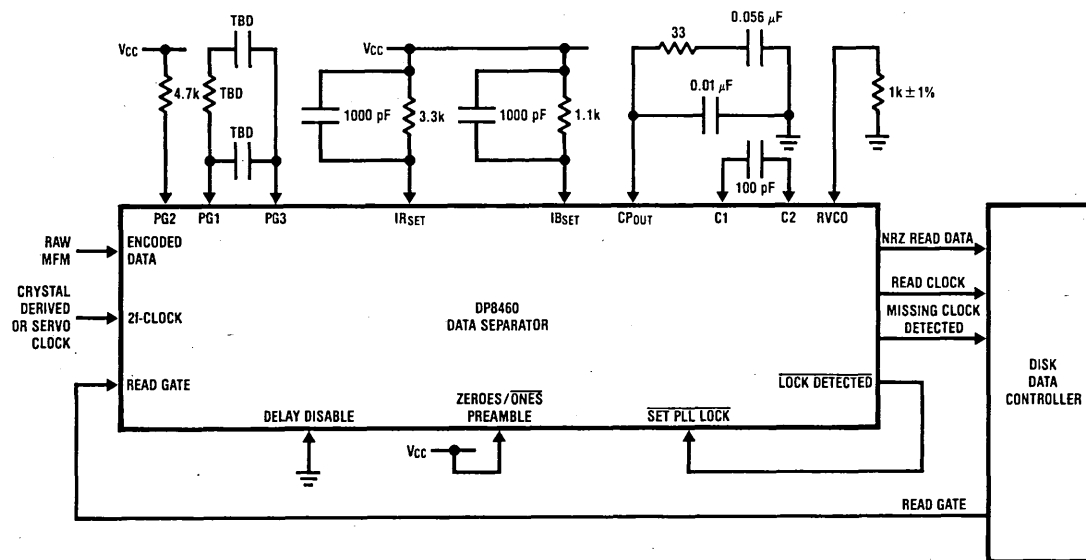 TBD
0.056 μF
VCC
VCC
33
4.7k
TBD
0.01 μF
1000 pF
3.3k
1000 pF
1.1k
1k ± 1%
TBD
100 pF
PG2
PG1
PG3
IRSET
IBSET
CPOUT
C1
C2
RVCO
RAW
MFM
ENCODED
DATA
NRZ READ DATA
CRYSTAL
DERIVED
OR SERVO
CLOCK
2f-CLOCK
DP8460
DATA SEPARATOR
READ CLOCK
MISSING CLOCK
DETECTED
DISK
DATA
CONTROLLER
READ GATE
LOCK DETECTED
DELAY DISABLE
ZEROES/ONES
PREAMBLE
SET PLL LOCK
VCC
READ GATE